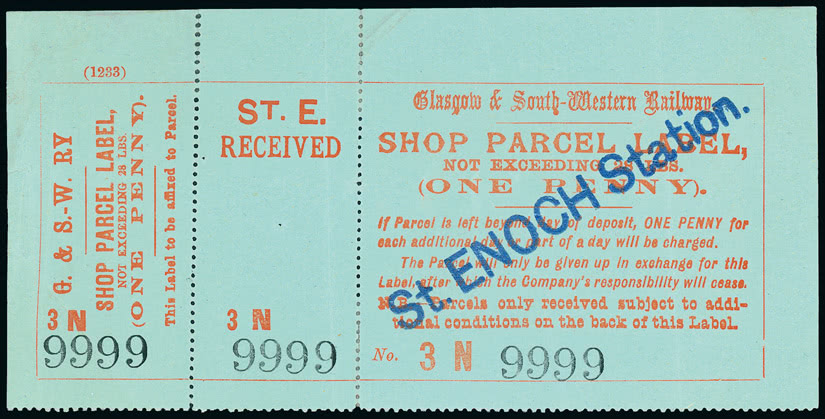 (1233)
G. & S.-W. RY
SHOP PARCEL LABEL,
NOT EXCEEDING 28 LBS.
(ONE PENNY).
This Label to be affixed to Parcel.
3 N
9999
ST. E.
RECEIVED
3 N
9999
Glasgow & South-Western Railway
SHOP PARCEL LABEL,
NOT EXCEEDING 28 LBS.
(ONE PENNY).
If Parcel is left beyond day of deposit, ONE PENNY for
each additional day or part of a day will be charged.
The Parcel will only be given up in exchange for this
Label, after which the Company's responsibility will cease.
N.B.—Parcels only received subject to addi-
tional conditions on the back of this Label.
No. 3 N 9999
St. ENOCH Station.